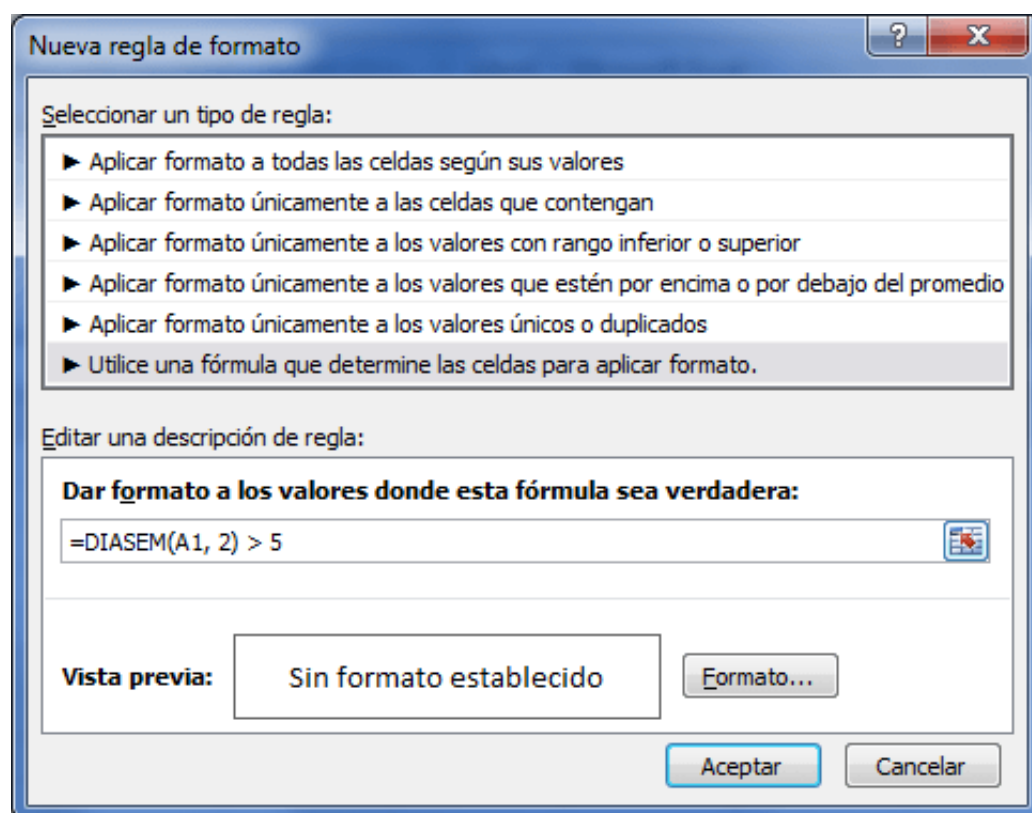 Nueva regla de formato
?
X
Seleccionar un tipo de regla:
► Aplicar formato a todas las celdas según sus valores
► Aplicar formato únicamente a las celdas que contengan
► Aplicar formato únicamente a los valores con rango inferior o superior
► Aplicar formato únicamente a los valores que estén por encima o por debajo del promedio
► Aplicar formato únicamente a los valores únicos o duplicados
► Utilice una fórmula que determine las celdas para aplicar formato.
Editar una descripción de regla:
Dar formato a los valores donde esta fórmula sea verdadera:
=DIASEM(A1, 2) > 5
Vista previa:
Sin formato establecido
Formato...
Aceptar
Cancelar